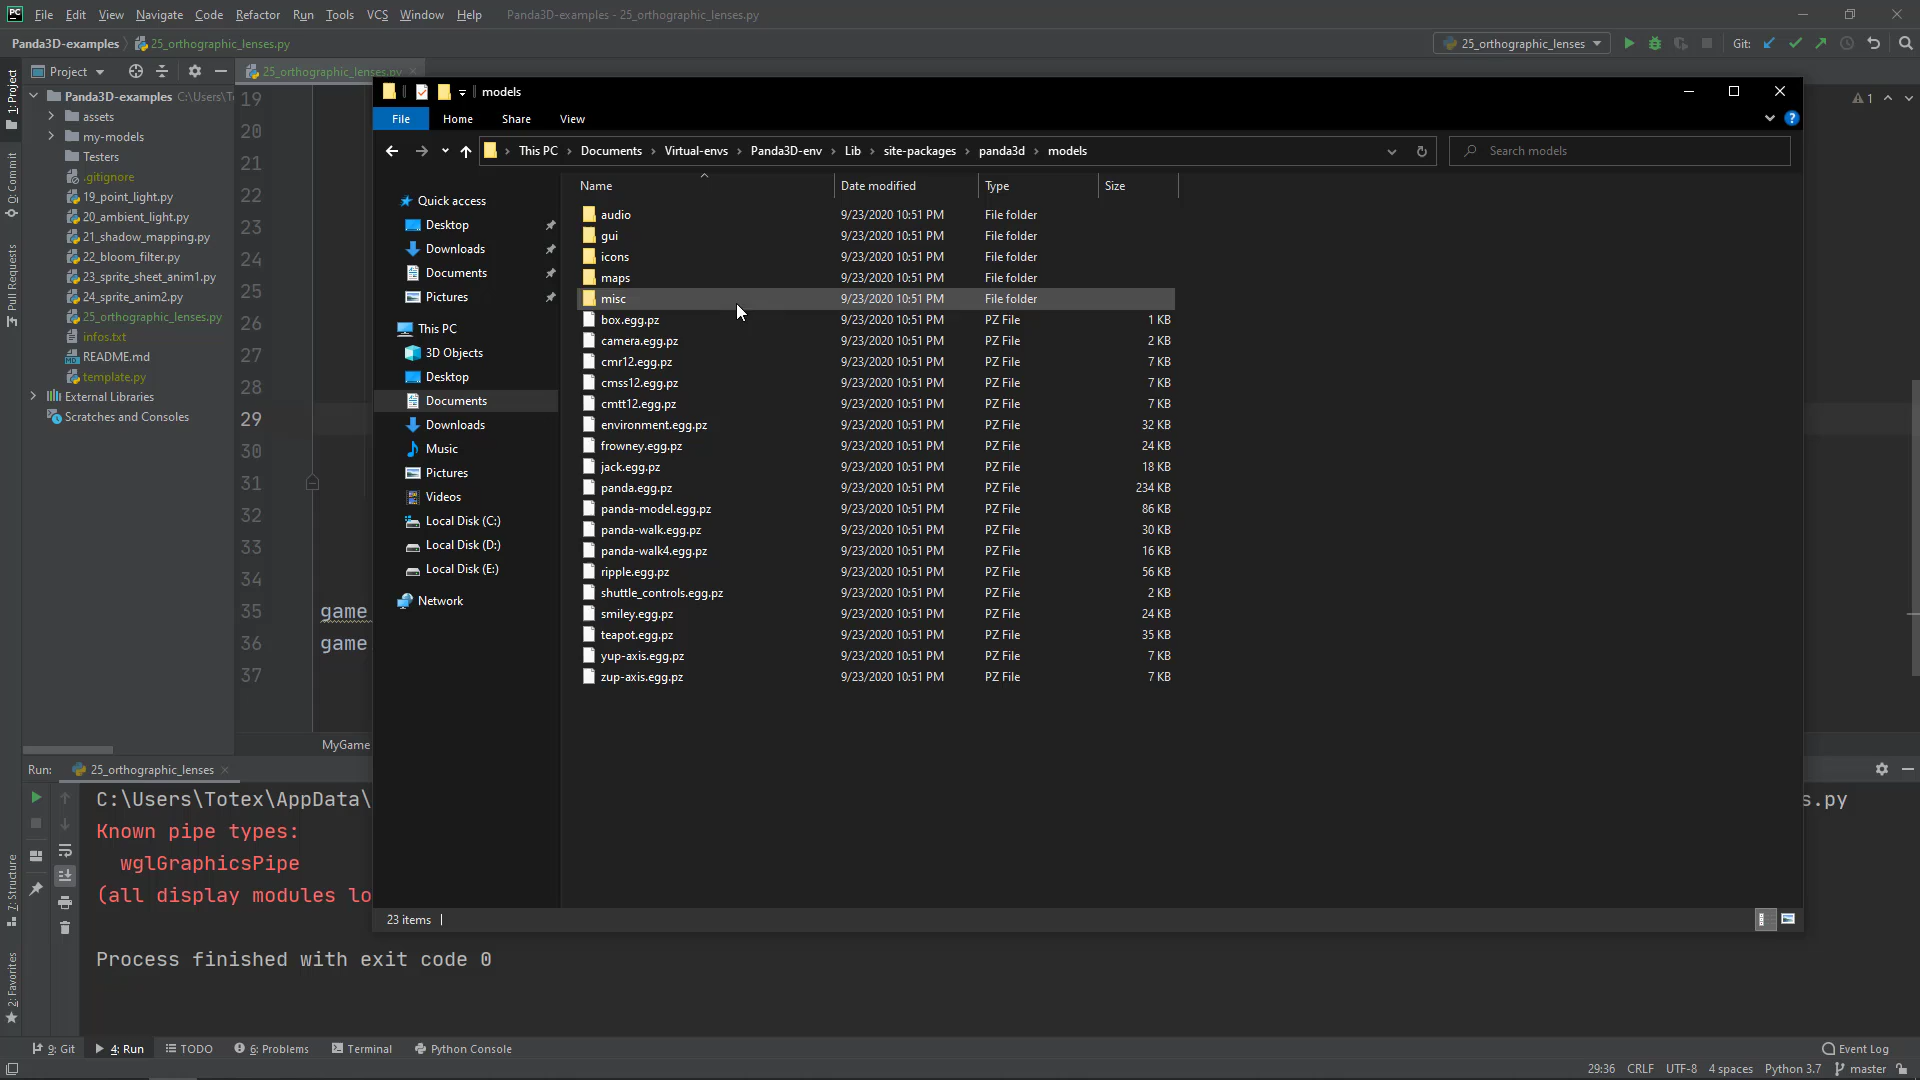 File Edit View Navigate Code Refactor Run Tools VCS Window Help Panda3D-examples - 25_orthographic_lenses.py
Panda3D-examples 25_orthographic_lenses.py
25_orthographic_lenses
Git:
Project
25_orthographic_lenses.py
1: Project
0: Commit
Pull Requests
7: Structure
2: Favorites
Panda3D-examples C:\Users\T
assets
my-models
Testers
.gitignore
19_point_light.py
20_ambient_light.py
21_shadow_mapping.py
22_bloom_filter.py
23_sprite_sheet_anim1.py
24_sprite_anim2.py
25_orthographic_lenses.py
infos.txt
README.md
template.py
External Libraries
Scratches and Consoles
19
20
21
22
23
24
25
26
27
28
29
30
31
32
33
34
35 game
36 game
37
MyGame
1
models
File Home Share View
This PC Documents Virtual-envs Panda3D-env Lib site-packages panda3d models
Search models
Quick access
Desktop
Downloads
Documents
Pictures
This PC
3D Objects
Desktop
Documents
Downloads
Music
Pictures
Videos
Local Disk (C:)
Local Disk (D:)
Local Disk (E:)
Network
Name Date modified Type Size
audio 9/23/2020 10:51 PM File folder
gui 9/23/2020 10:51 PM File folder
icons 9/23/2020 10:51 PM File folder
maps 9/23/2020 10:51 PM File folder
misc 9/23/2020 10:51 PM File folder
box.egg.pz 9/23/2020 10:51 PM PZ File 1 KB
camera.egg.pz 9/23/2020 10:51 PM PZ File 2 KB
cmr12.egg.pz 9/23/2020 10:51 PM PZ File 7 KB
cmss12.egg.pz 9/23/2020 10:51 PM PZ File 7 KB
cmtt12.egg.pz 9/23/2020 10:51 PM PZ File 7 KB
environment.egg.pz 9/23/2020 10:51 PM PZ File 32 KB
frowney.egg.pz 9/23/2020 10:51 PM PZ File 24 KB
jack.egg.pz 9/23/2020 10:51 PM PZ File 18 KB
panda.egg.pz 9/23/2020 10:51 PM PZ File 234 KB
panda-model.egg.pz 9/23/2020 10:51 PM PZ File 86 KB
panda-walk.egg.pz 9/23/2020 10:51 PM PZ File 30 KB
panda-walk4.egg.pz 9/23/2020 10:51 PM PZ File 16 KB
ripple.egg.pz 9/23/2020 10:51 PM PZ File 56 KB
shuttle_controls.egg.pz 9/23/2020 10:51 PM PZ File 2 KB
smiley.egg.pz 9/23/2020 10:51 PM PZ File 24 KB
teapot.egg.pz 9/23/2020 10:51 PM PZ File 35 KB
yup-axis.egg.pz 9/23/2020 10:51 PM PZ File 7 KB
zup-axis.egg.pz 9/23/2020 10:51 PM PZ File 7 KB
23 items
Run: 25_orthographic_lenses
C:\Users\Totex\AppData\ s.py
Known pipe types:
wglGraphicsPipe
(all display modules lo
Process finished with exit code 0
9: Git 4: Run TODO 6: Problems Terminal Python Console Event Log
29:36 CRLF UTF-8 4 spaces Python 3.7 master